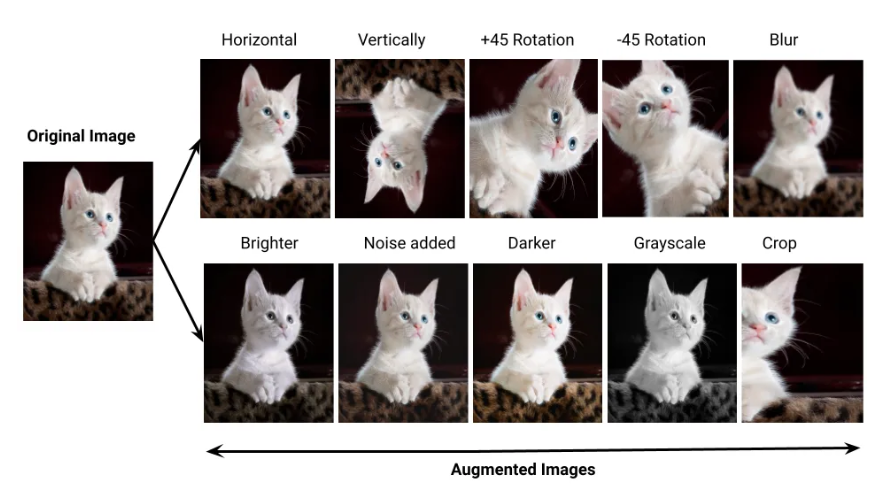 Horizontal
Vertically
+45 Rotation
-45 Rotation
Blur
Original Image
Brighter
Noise added
Darker
Grayscale
Crop
Augmented Images